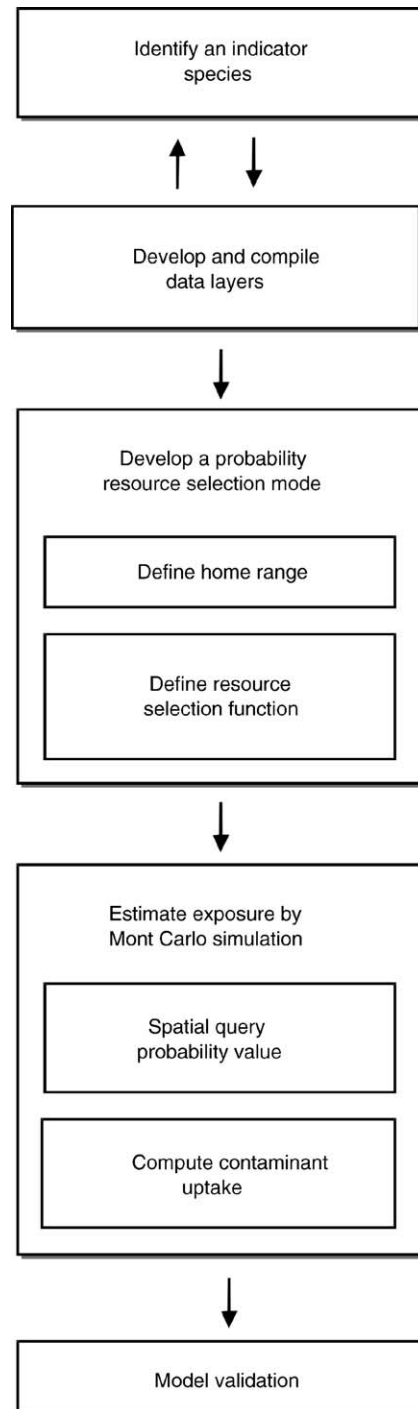 Identify an indicator
species
Develop and compile
data layers
Develop a probability
resource selection mode
Define home range
Define resource
selection function
Estimate exposure by
Mont Carlo simulation
Spatial query
probability value
Compute contaminant
uptake
Model validation